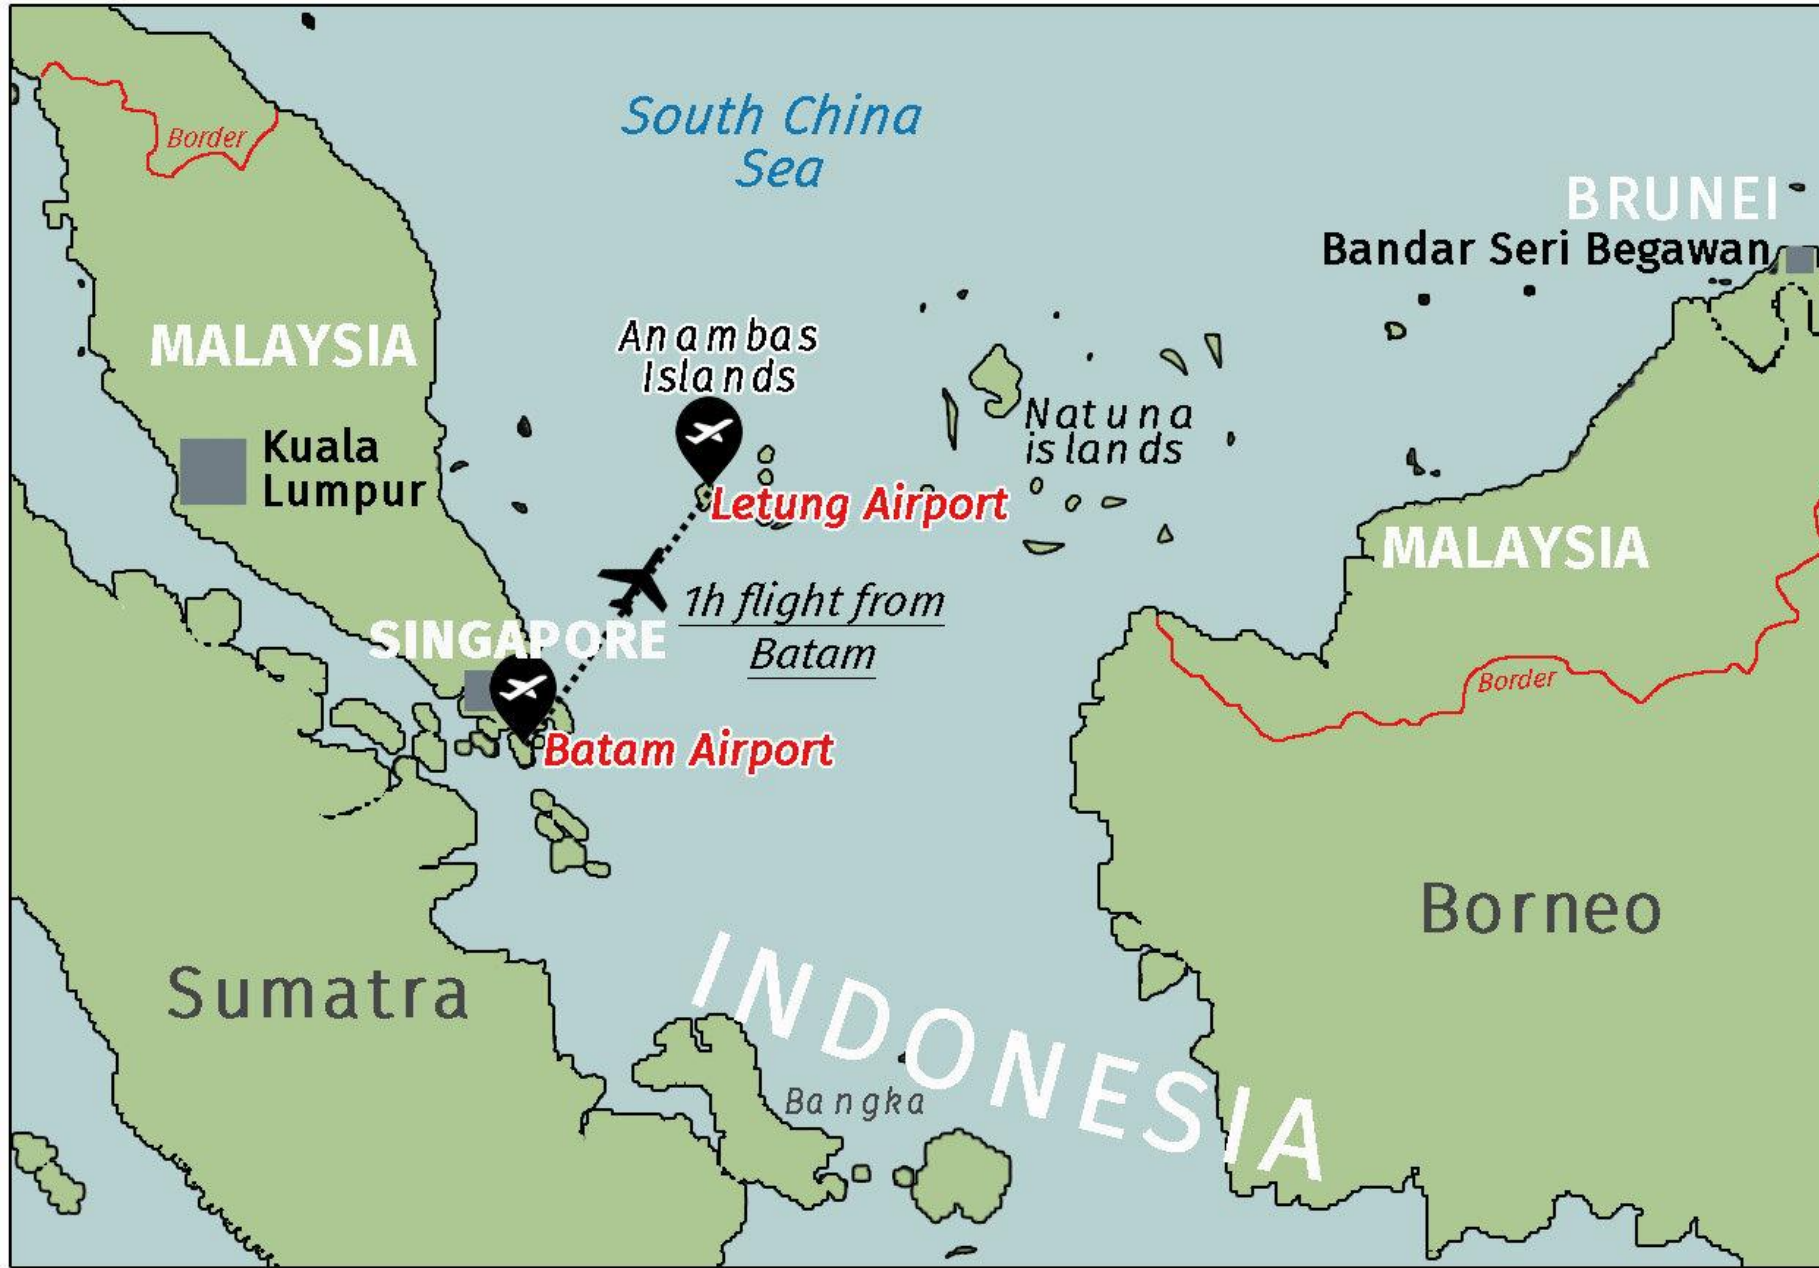 South China
Sea
Border
BRUNEI
Bandar Seri Begawan
MALAYSIA
Anambas
Islands
Natuna
islands
Kuala
Lumpur
Letung Airport
MALAYSIA
1h flight from
Batam
SINGAPORE
Border
Batam Airport
Borneo
Sumatra
INDONESIA
Bangka